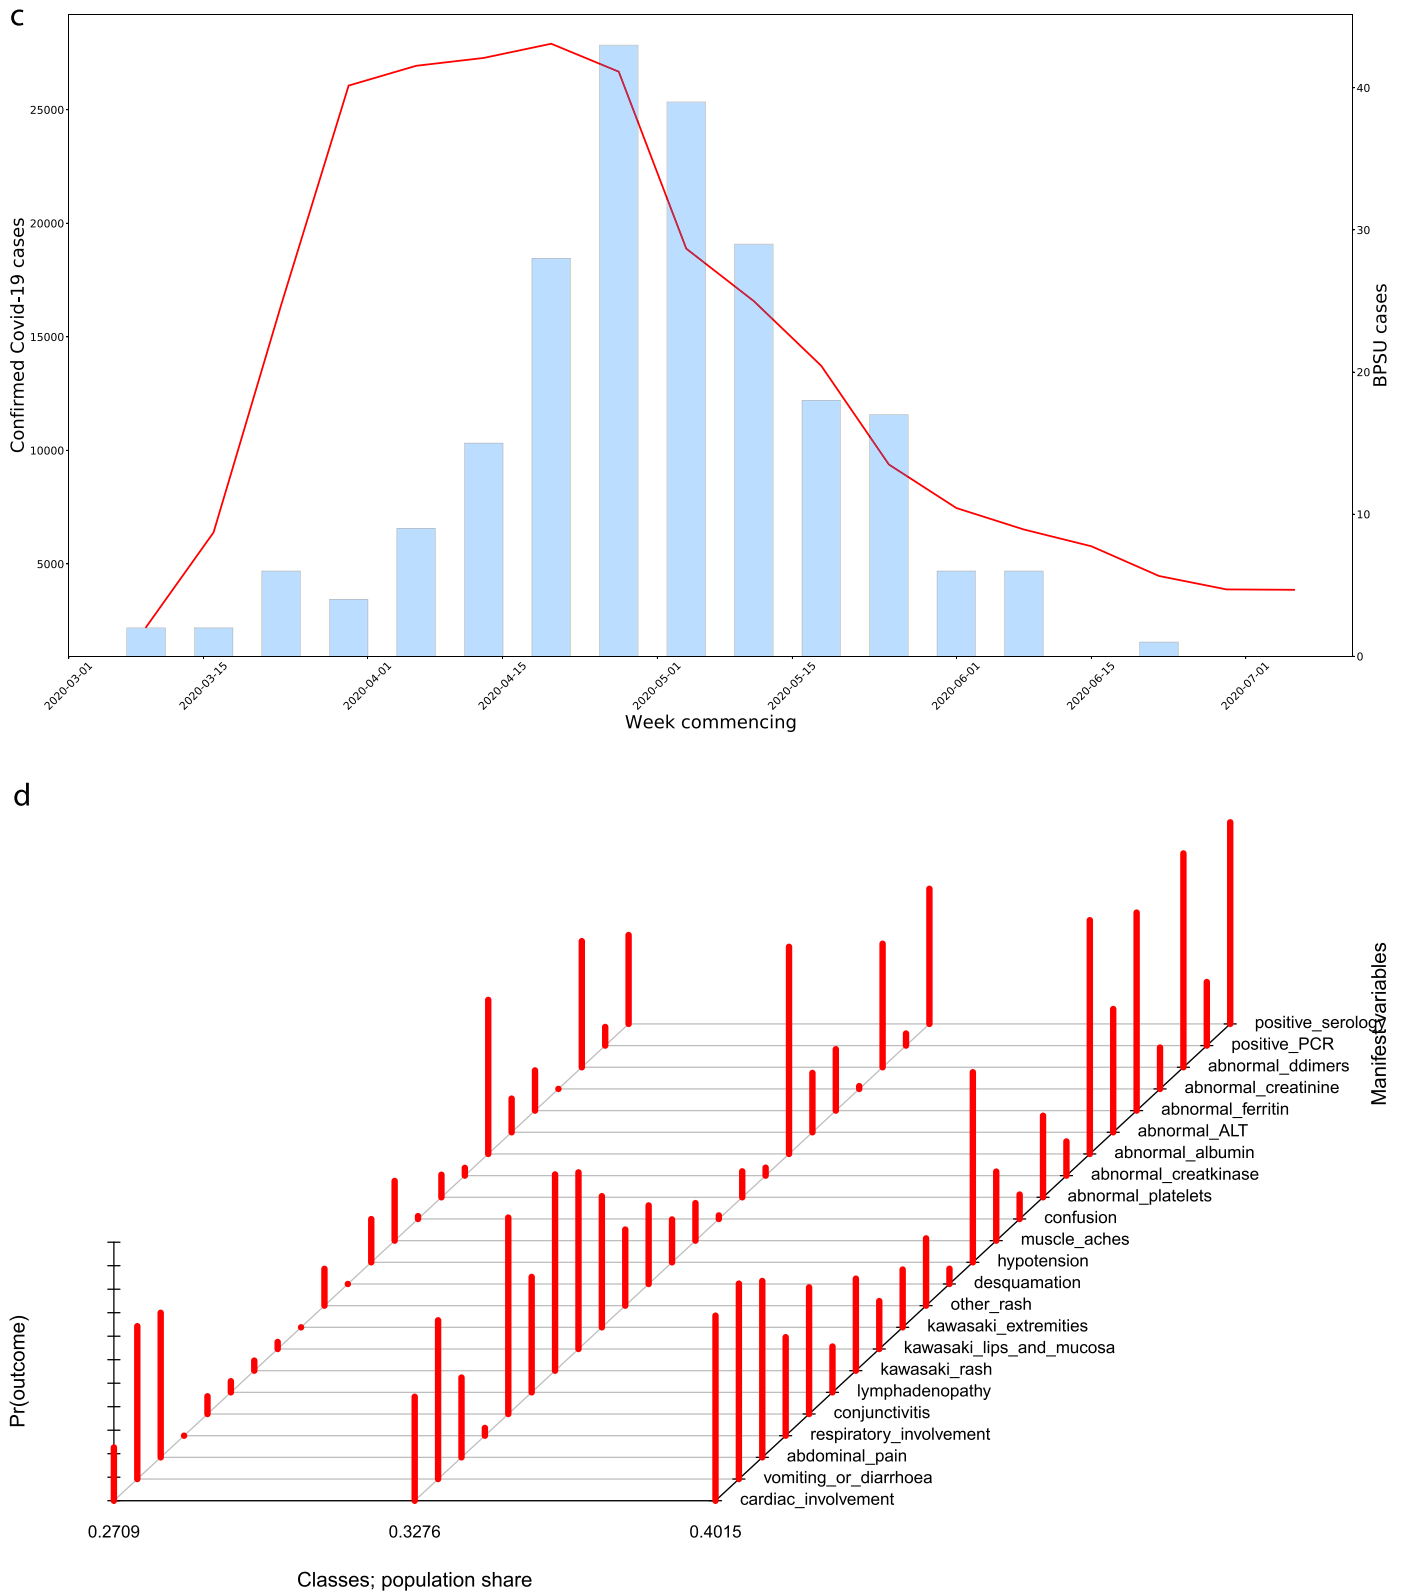 c
Confirmed Covid-19 cases
25000
20000
15000
10000
5000
40
30
20
10
0
BPSU cases
2020-03-01
2020-03-15
2020-04-01
2020-04-15
2020-05-01
2020-05-15
2020-06-01
2020-06-15
2020-07-01
Week commencing
d
Pr(outcome)
Manifest variables
positive_serology
positive_PCR
abnormal_ddimers
abnormal_creatinine
abnormal_ferritin
abnormal_ALT
abnormal_albumin
abnormal_creatkinase
abnormal_platelets
confusion
muscle_aches
hypotension
desquamation
other_rash
kawasaki_extremities
kawasaki_lips_and_mucosa
kawasaki_rash
lymphadenopathy
conjunctivitis
respiratory_involvement
abdominal_pain
vomiting_or_diarrhoea
cardiac_involvement
0.2709
0.3276
0.4015
Classes; population share